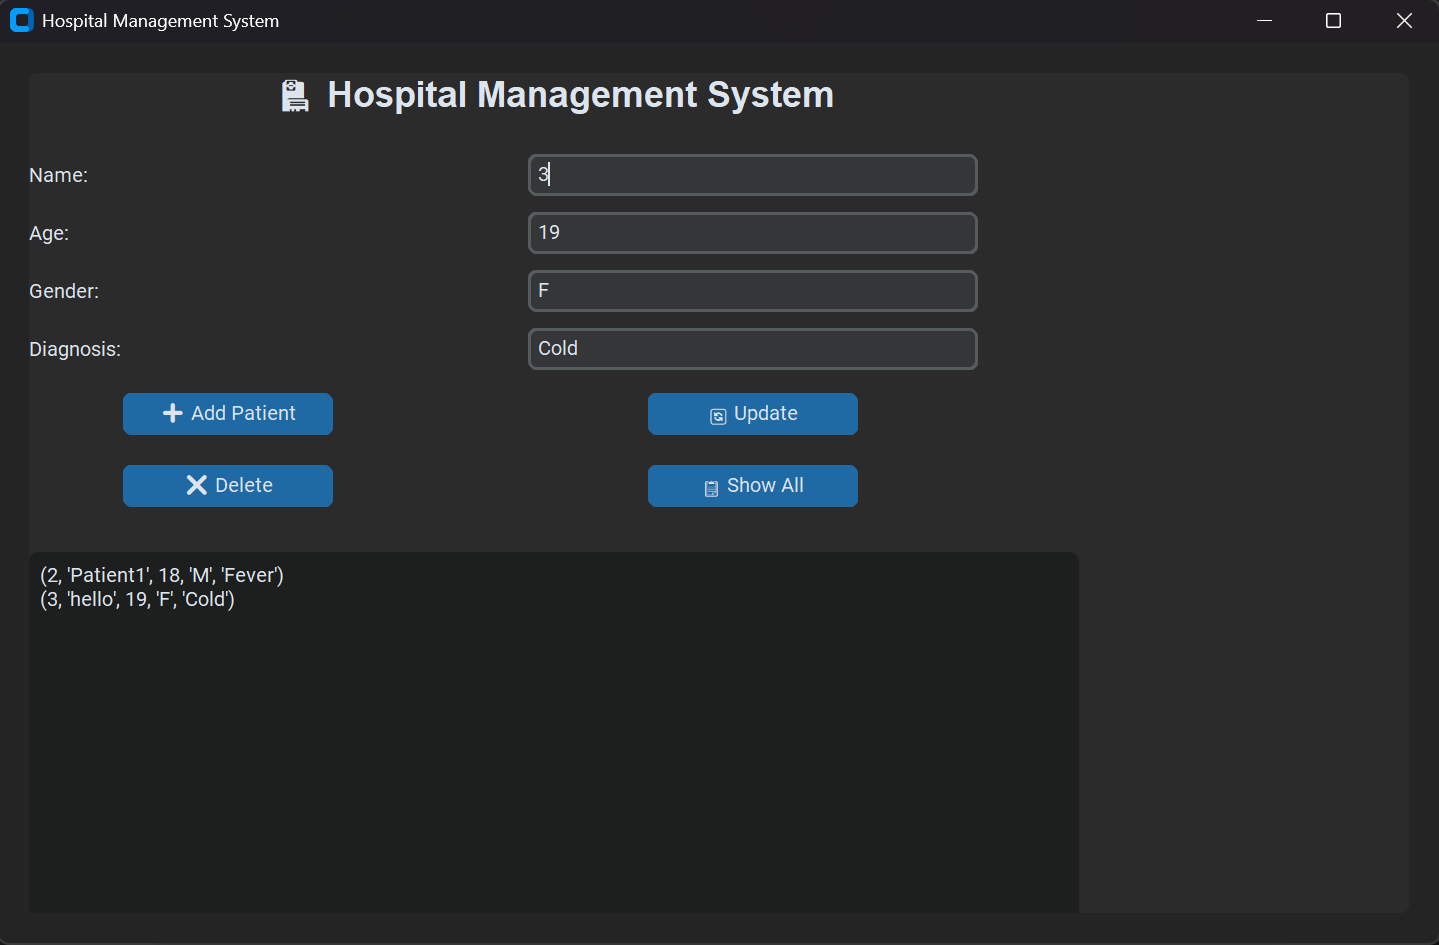 Hospital Management System
Hospital Management System
Name: 3
Age: 19
Gender: F
Diagnosis: Cold
Add Patient Update
Delete Show All
(2, 'Patient1', 18, 'M', 'Fever')
(3, 'hello', 19, 'F', 'Cold')